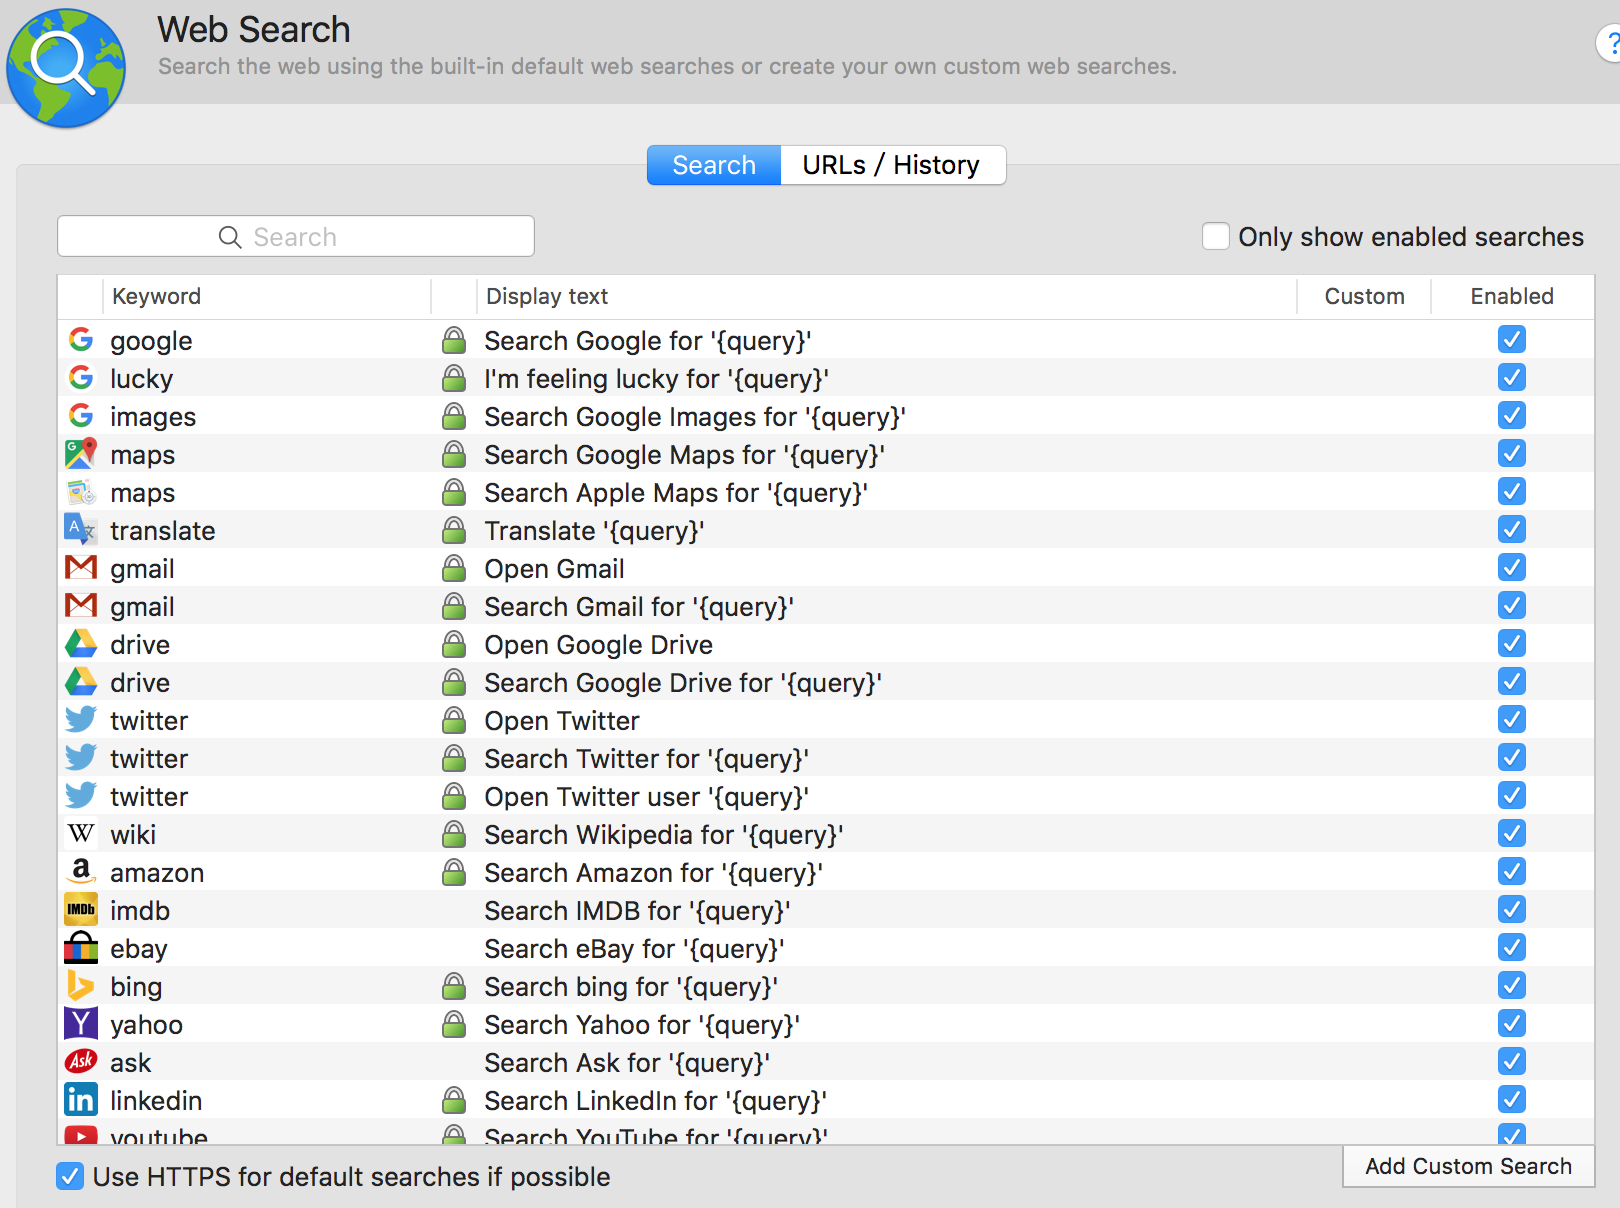 Web Search
Search the web using the built-in default web searches or create your own custom web searches.
?
Search URLs / History
Search Only show enabled searches
Keyword Display text Custom Enabled
google Search Google for '{query}'
lucky I'm feeling lucky for '{query}'
images Search Google Images for '{query}'
G maps Search Google Maps for '{query}'
maps Search Apple Maps for '{query}'
A 文 translate Translate '{query}'
gmail Open Gmail
gmail Search Gmail for '{query}'
drive Open Google Drive
drive Search Google Drive for '{query}'
twitter Open Twitter
twitter Search Twitter for '{query}'
twitter Open Twitter user '{query}'
W wiki Search Wikipedia for '{query}'
a amazon Search Amazon for '{query}'
IMDb imdb Search IMDB for '{query}'
ebay Search eBay for '{query}'
bing Search bing for '{query}'
Y yahoo Search Yahoo for '{query}'
Ask ask Search Ask for '{query}'
in linkedin Search LinkedIn for '{query}'
youtube Search YouTube for '{query}'
Use HTTPS for default searches if possible Add Custom Search